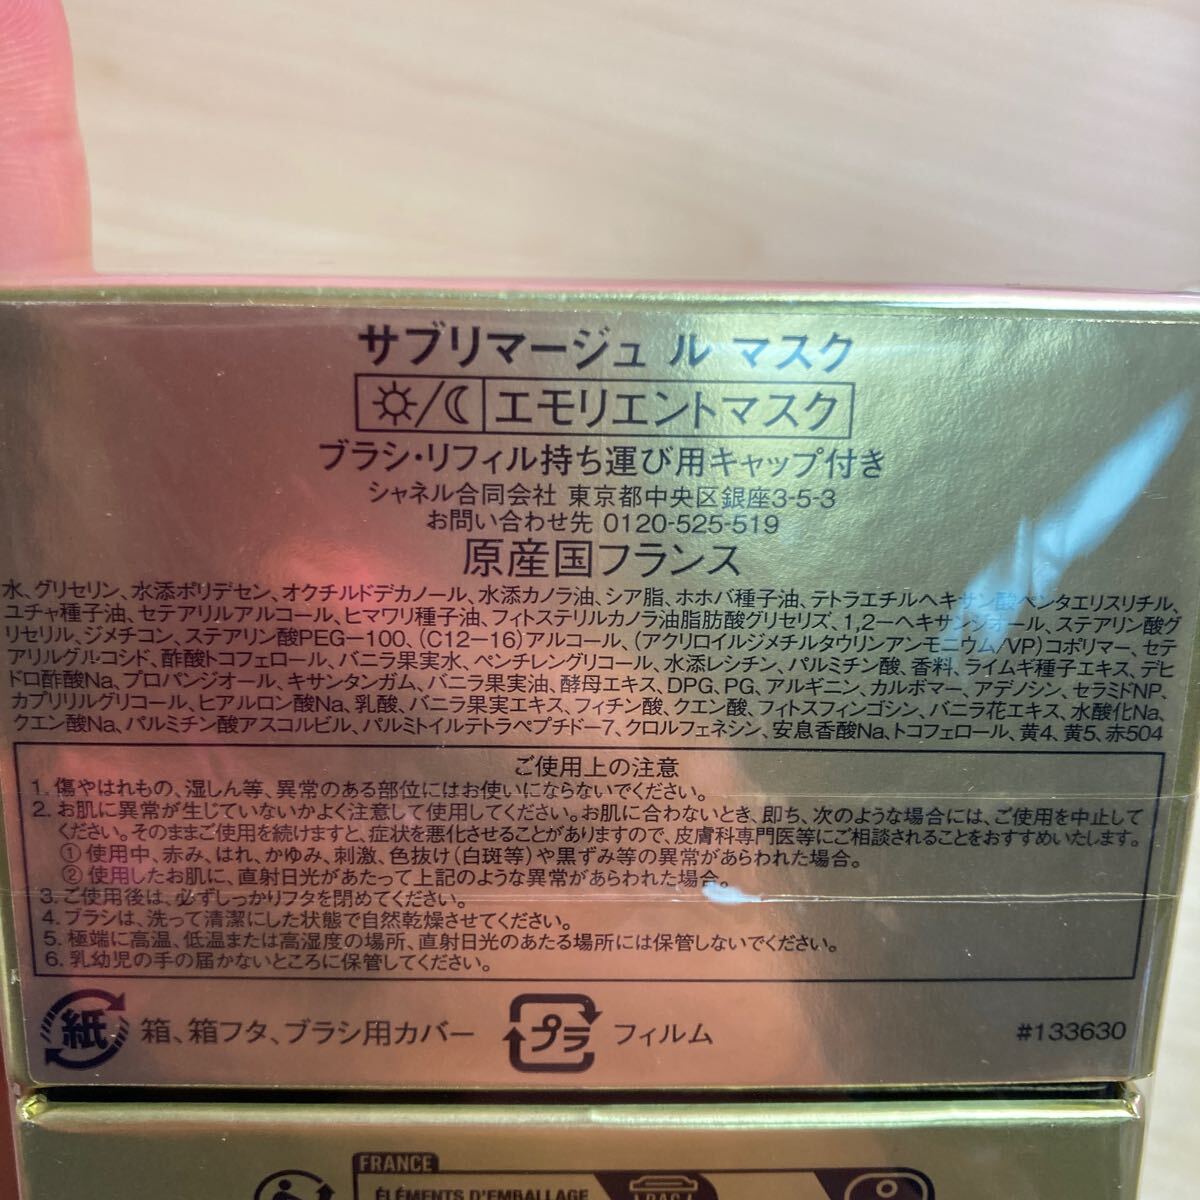 サブリマージュ ル マスク
エモリエントマスク
ブラシ・リフィル持ち運び用キャップ付き
シャネル合同会社 東京都中央区銀座3-5-3
お問い合わせ先 0120-525-519
原産国フランス
水、グリセリン、水添ポリデセン、オクチルドデカノール、水添カノラ油、シア脂、ホホバ種子油、テトラエチルヘキサン酸ペンタエリスリチル、
ユチャ種子油、セテアリルアルコール、ヒマワリ種子油、フィトステリルカノラ油脂肪酸グリセリズ、1,2-ヘキサンジオール、ステアリン酸グ
リセリル、ジメチコン、ステアリン酸PEG-100、(C12-16)アルコール、(アクリロイルジメチルタウリンアンモニウム/VP)コポリマー、セテ
アリルグルコシド、酢酸トコフェロール、バニラ果実水、ペンチレングリコール、水添レシチン、パルミチン酸、香料、ライムギ種子エキス、デヒ
ドロ酢酸Na、プロパンジオール、キサンタンガム、バニラ果実油、酵母エキス、DPG、PG、アルギニン、カルボマー、アデノシン、セラミドNP、
カプリリルグリコール、ヒアルロン酸Na、乳酸、バニラ果実エキス、フィチン酸、クエン酸、フィトスフィンゴシン、バニラ花エキス、水酸化Na、
クエン酸Na、パルミチン酸アスコルビル、パルミトイルテトラペプチド-7、クロルフェネシン、安息香酸Na、トコフェロール、黄4、黄5、赤504
ご使用上の注意
1. 傷やはれもの、湿しん等、異常のある部位にはお使いにならないでください。
2. お肌に異常が生じていないかよく注意して使用してください。お肌に合わないとき、即ち、次のような場合には、ご使用を中止して
ください。そのままご使用を続けますと、症状を悪化させることがありますので、皮膚科専門医等にご相談されることをおすすめいたします。
①使用中、赤み、はれ、かゆみ、刺激、色抜け(白斑等)や黒ずみ等の異常があらわれた場合。
②使用したお肌に、直射日光があたって上記のような異常があらわれた場合。
3. ご使用後は、必ずしっかりフタを閉めてください。
4. ブラシは、洗って清潔にした状態で自然乾燥させてください。
5. 極端に高温、低温または高湿度の場所、直射日光のあたる場所には保管しないでください。
6. 乳幼児の手の届かないところに保管してください。
紙 箱、箱フタ、ブラシ用カバー プラ フィルム #133630
FRANCE
ÉLÉMENTS D'EMBALLAGE